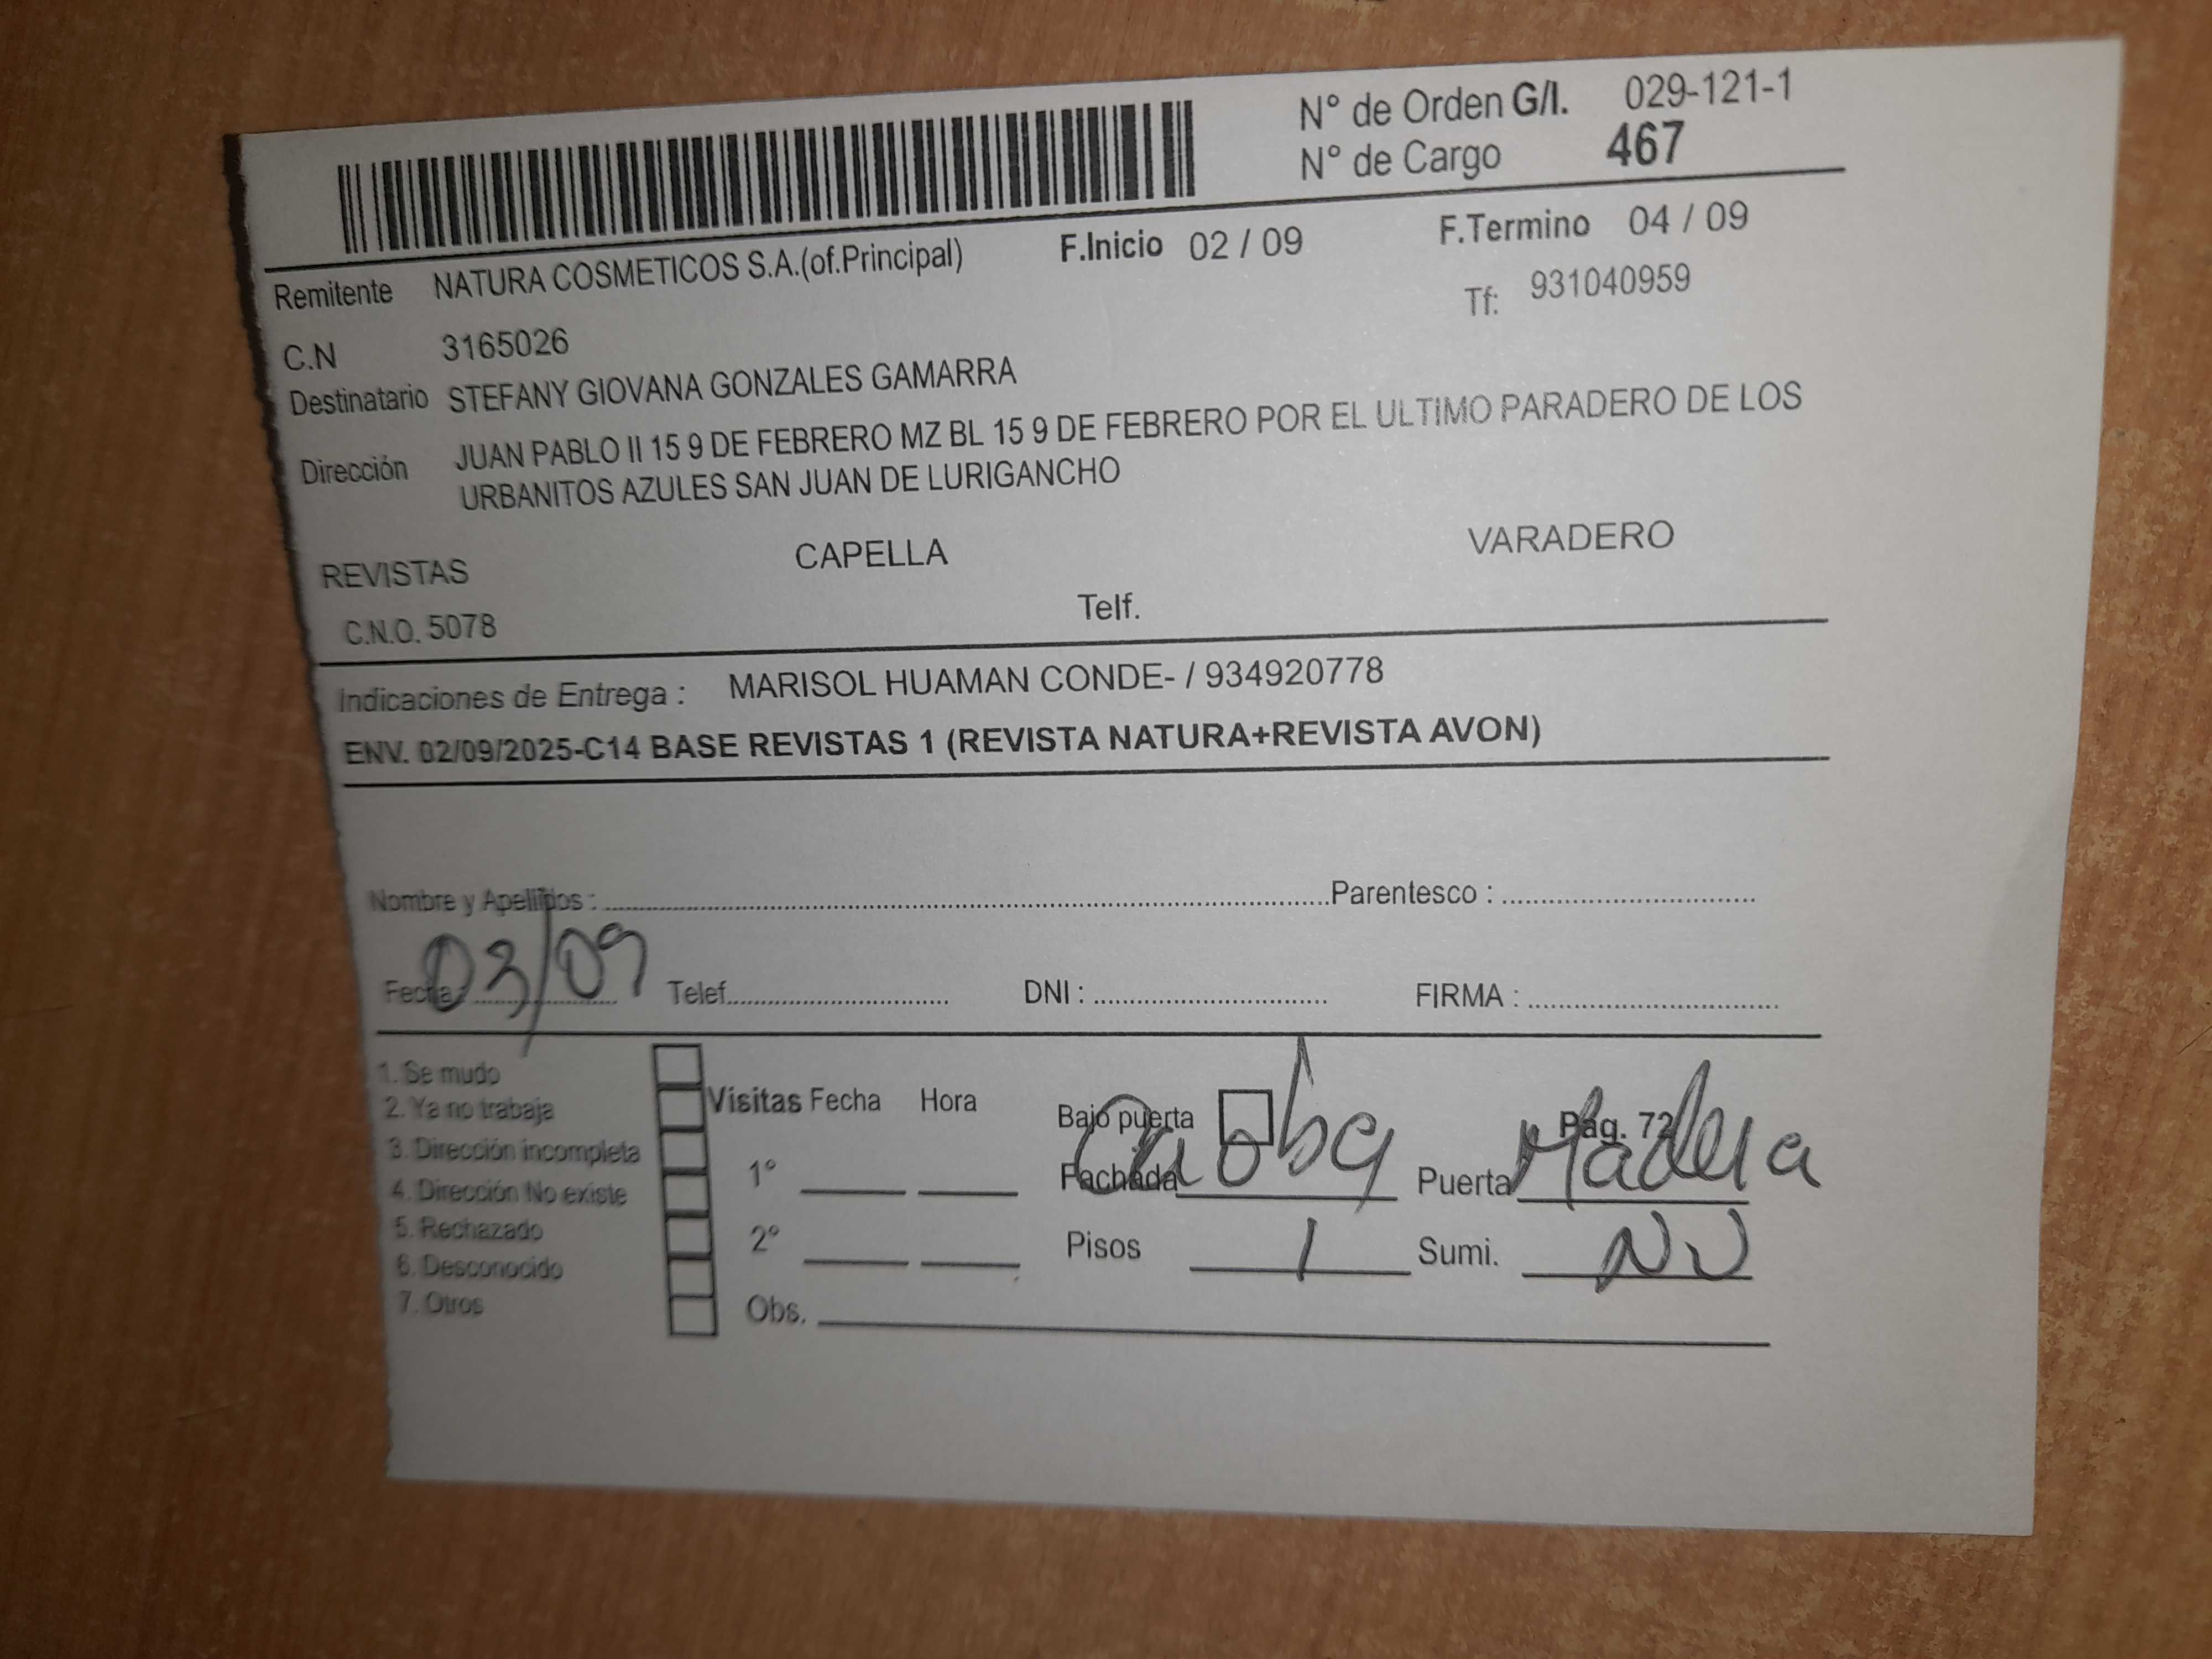 N° de Orden G/I. 029-121-1
N° de Cargo 467
Remitente NATURA COSMETICOS S.A.(of.Principal) F.Inicio 02 / 09 F.Termino 04 / 09
C.N 3165026 Tf: 931040959
Destinatario STEFANY GIOVANA GONZALES GAMARRA
Dirección JUAN PABLO II 15 9 DE FEBRERO MZ BL 15 9 DE FEBRERO POR EL ULTIMO PARADERO DE LOS
URBANITOS AZULES SAN JUAN DE LURIGANCHO
REVISTAS CAPELLA VARADERO
C.N.O. 5078 Telf.
Indicaciones de Entrega : MARISOL HUAMAN CONDE- / 934920778
ENV. 02/09/2025-C14 BASE REVISTAS 1 (REVISTA NATURA+REVISTA AVON)
Nombre y Apellidos : Parentesco :
Fecha: 03/09 Telef. DNI : FIRMA :
1. Se mudo
2. Ya no trabaja Visitas Fecha Hora Bajo puerta Pag. 72
3. Dirección incompleta
4. Dirección No existe 1° Fachada Caoba Puerta Madera
5. Rechazado 2° Pisos 1 Sumi.
6. Desconocido
7. Otros Obs.